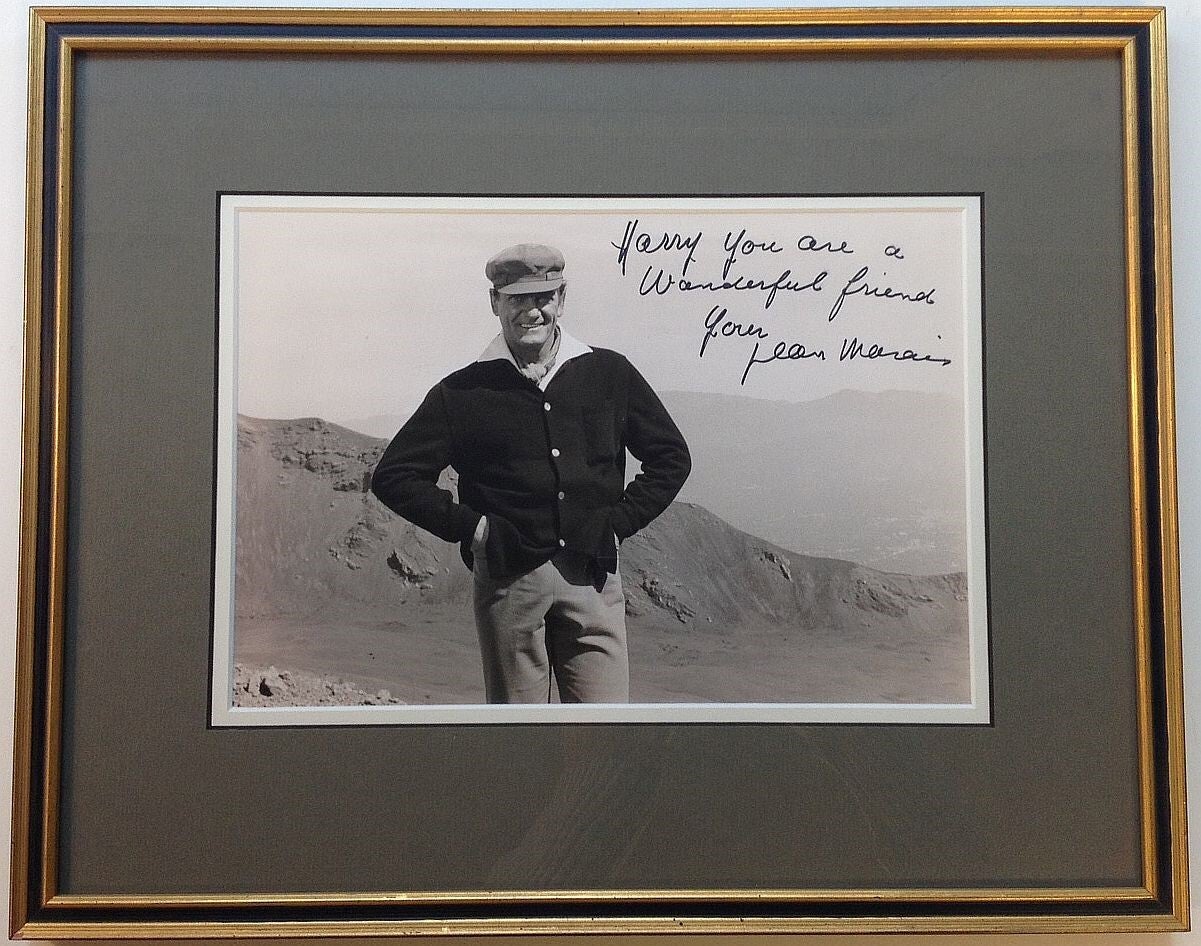 Harry you are a
Wonderful friend
Your
Jean Marais